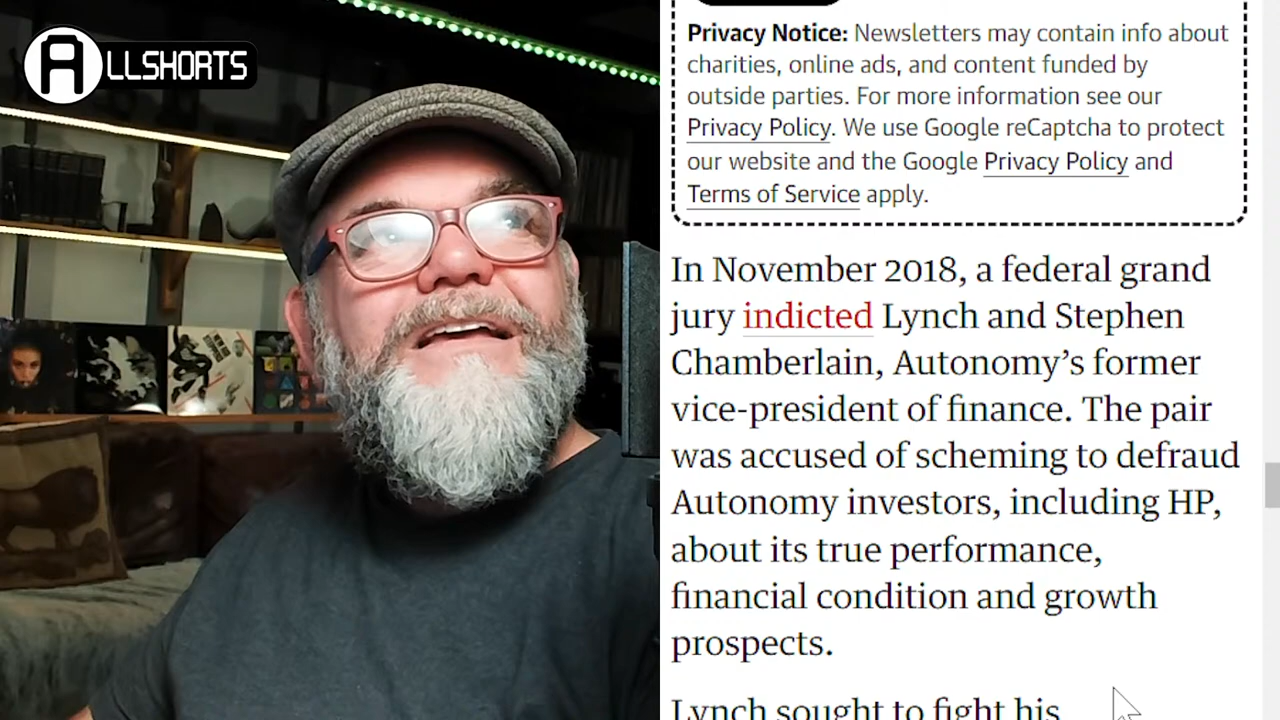 ALLSHORTS
Privacy Notice: Newsletters may contain info about
charities, online ads, and content funded by
outside parties. For more information see our
Privacy Policy. We use Google reCaptcha to protect
our website and the Google Privacy Policy and
Terms of Service apply.
In November 2018, a federal grand
jury indicted Lynch and Stephen
Chamberlain, Autonomy’s former
vice-president of finance. The pair
was accused of scheming to defraud
Autonomy investors, including HP,
about its true performance,
financial condition and growth
prospects.
Lynch sought to fight his